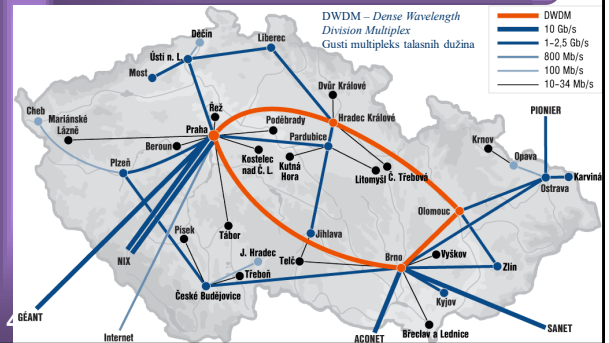 DWDM – Dense Wavelength
Division Multiplex
Gusti multipleks talasnih dužina
DWDM
10 Gb/s
1–2,5 Gb/s
800 Mb/s
100 Mb/s
10–34 Mb/s
Děčín
Liberec
Ústí n. L.
Most
Dvůr Králové
Cheb
Mariánské
Lázně
Řež
Poděbrady
Hradec Králové
Praha
Pardubice
PIONIER
Beroun
Kostelec
nad Č. L.
Kutná
Hora
Litomyšl
Č. Třebová
Krnov
Opava
Karviná
Ostrava
Plzeň
Olomouc
Písek
Tábor
Jihlava
NIX
J. Hradec
Telč
Brno
Vyškov
Třeboň
Zlín
České Budějovice
Kyjov
GÉANT
4
Internet
ACONET
Břeclav a Lednice
SANET